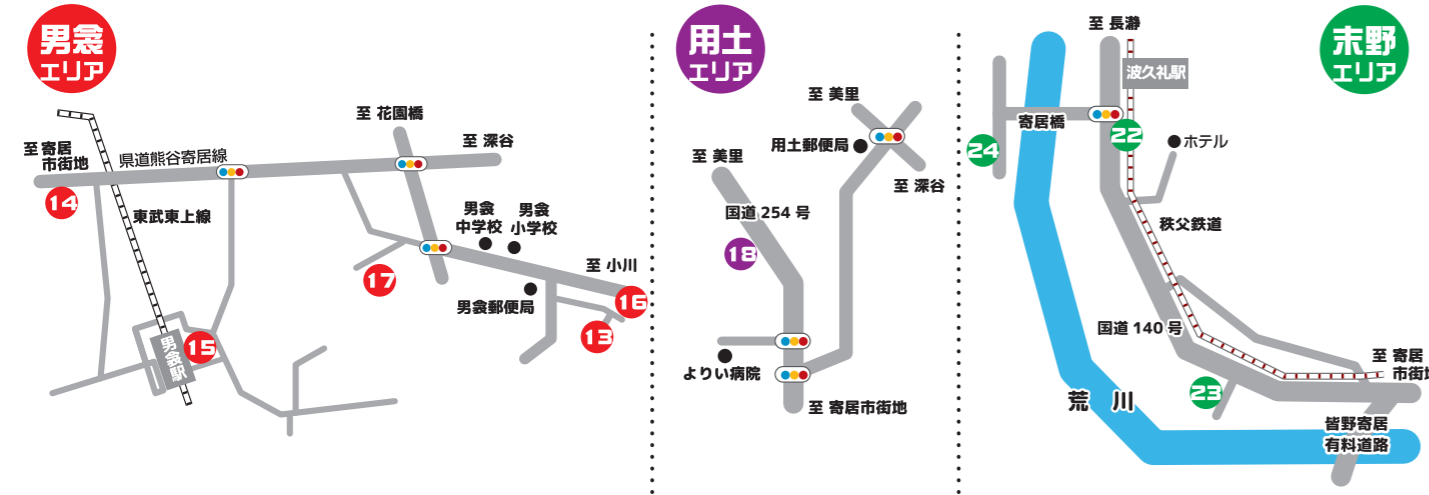 男衾
エリア
至 花園橋
至 深谷
至 寄居
市街地
県道熊谷寄居線
14
東武東上線
男衾
中学校
男衾
小学校
至 小川
17
男衾郵便局
16
13
男衾駅
15
用土
エリア
至 美里
用土郵便局
至 美里
至 深谷
国道 254 号
18
よりい病院
至 寄居市街地
末野
エリア
至 長瀞
波久礼駅
寄居橋
22
24
ホテル
秩父鉄道
国道 140 号
至 寄居
市街地
23
荒 川
皆野寄居
有料道路